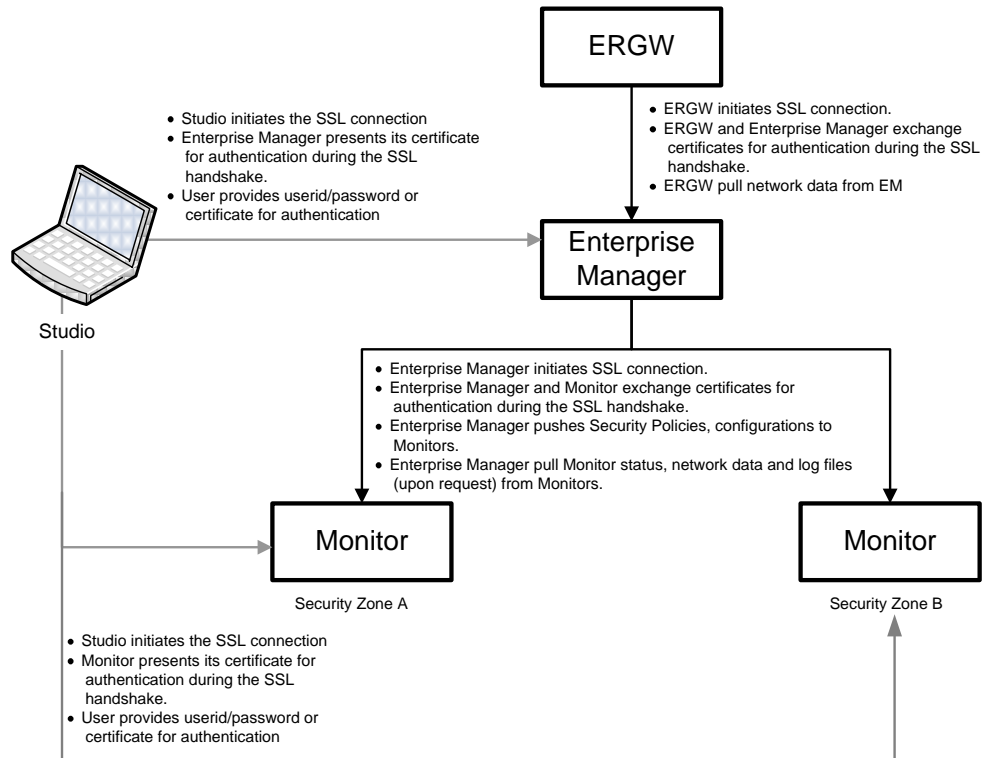 ERGW
• Studio initiates the SSL connection
• Enterprise Manager presents its certificate
for authentication during the SSL
handshake.
• User provides userid/password or
certificate for authentication
• ERGW initiates SSL connection.
• ERGW and Enterprise Manager exchange
certificates for authentication during the SSL
handshake.
• ERGW pull network data from EM
Enterprise
Manager
Studio
• Enterprise Manager initiates SSL connection.
• Enterprise Manager and Monitor exchange certificates for
authentication during the SSL handshake.
• Enterprise Manager pushes Security Policies, configurations to
Monitors.
• Enterprise Manager pull Monitor status, network data and log files
(upon request) from Monitors.
Monitor
Security Zone A
Monitor
Security Zone B
• Studio initiates the SSL connection
• Monitor presents its certificate for
authentication during the SSL
handshake.
• User provides userid/password or
certificate for authentication